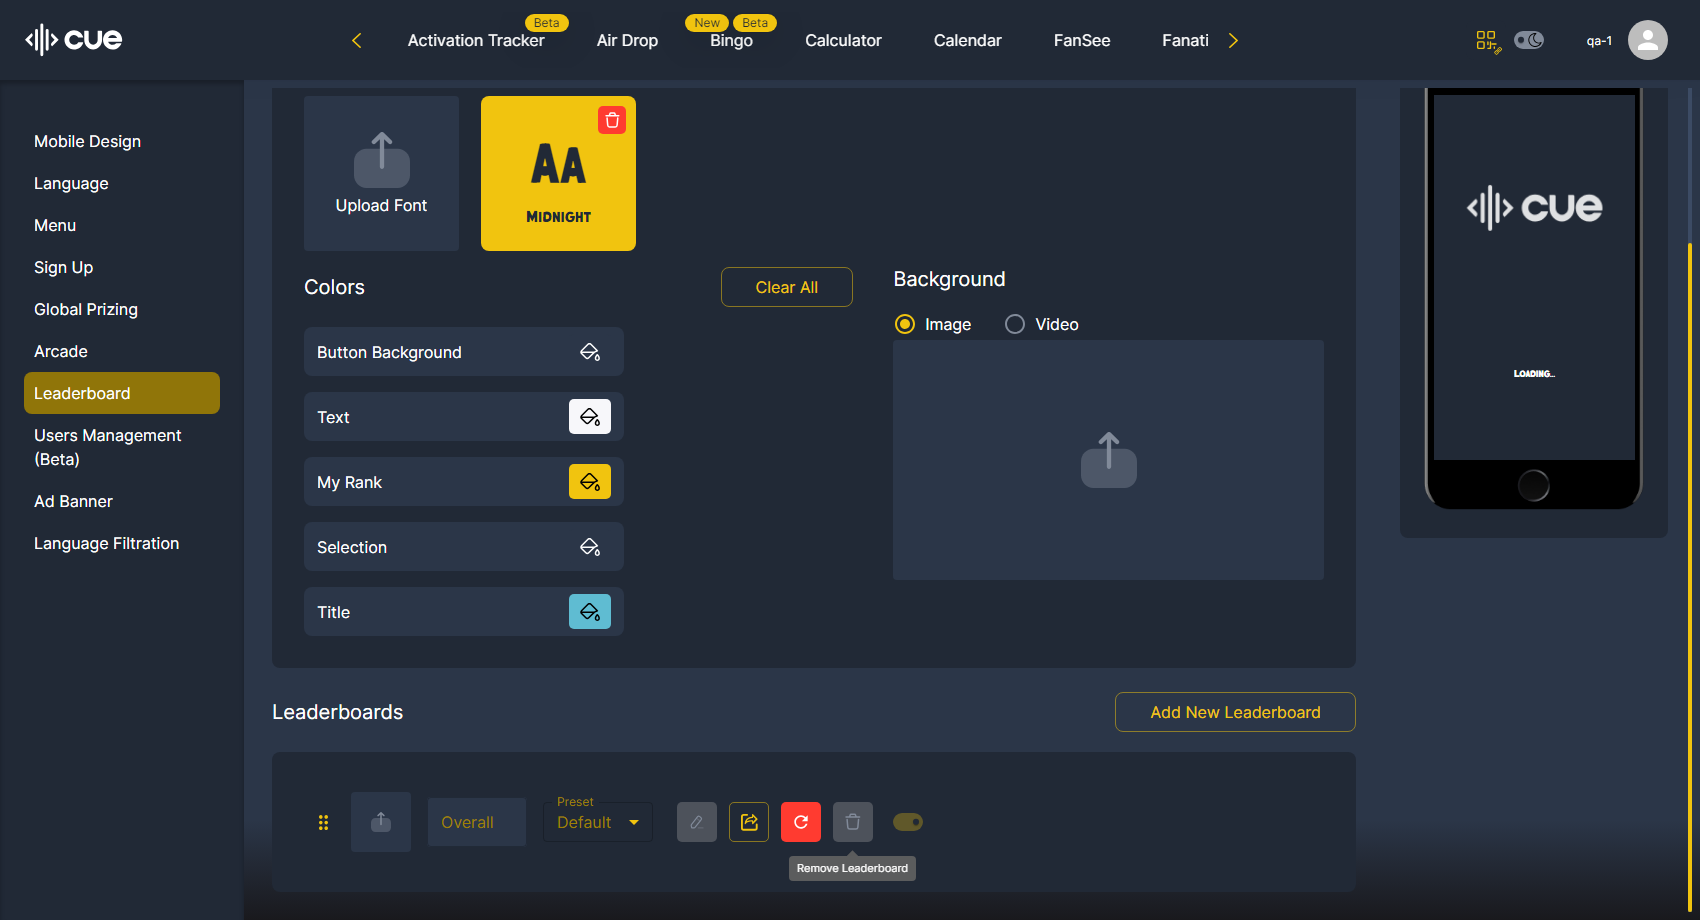 cue
Beta
New
Beta
Activation Tracker
Air Drop
Bingo
Calculator
Calendar
FanSee
Fanati
qa-1
Mobile Design
Language
Menu
Sign Up
Global Prizing
Arcade
Leaderboard
Users Management
(Beta)
Ad Banner
Language Filtration
Upload Font
AA
MIDNIGHT
Colors
Clear All
Button Background
Text
My Rank
Selection
Title
Background
Image
Video
cue
LOADING...
Leaderboards
Add New Leaderboard
Overall
Preset
Default
Remove Leaderboard